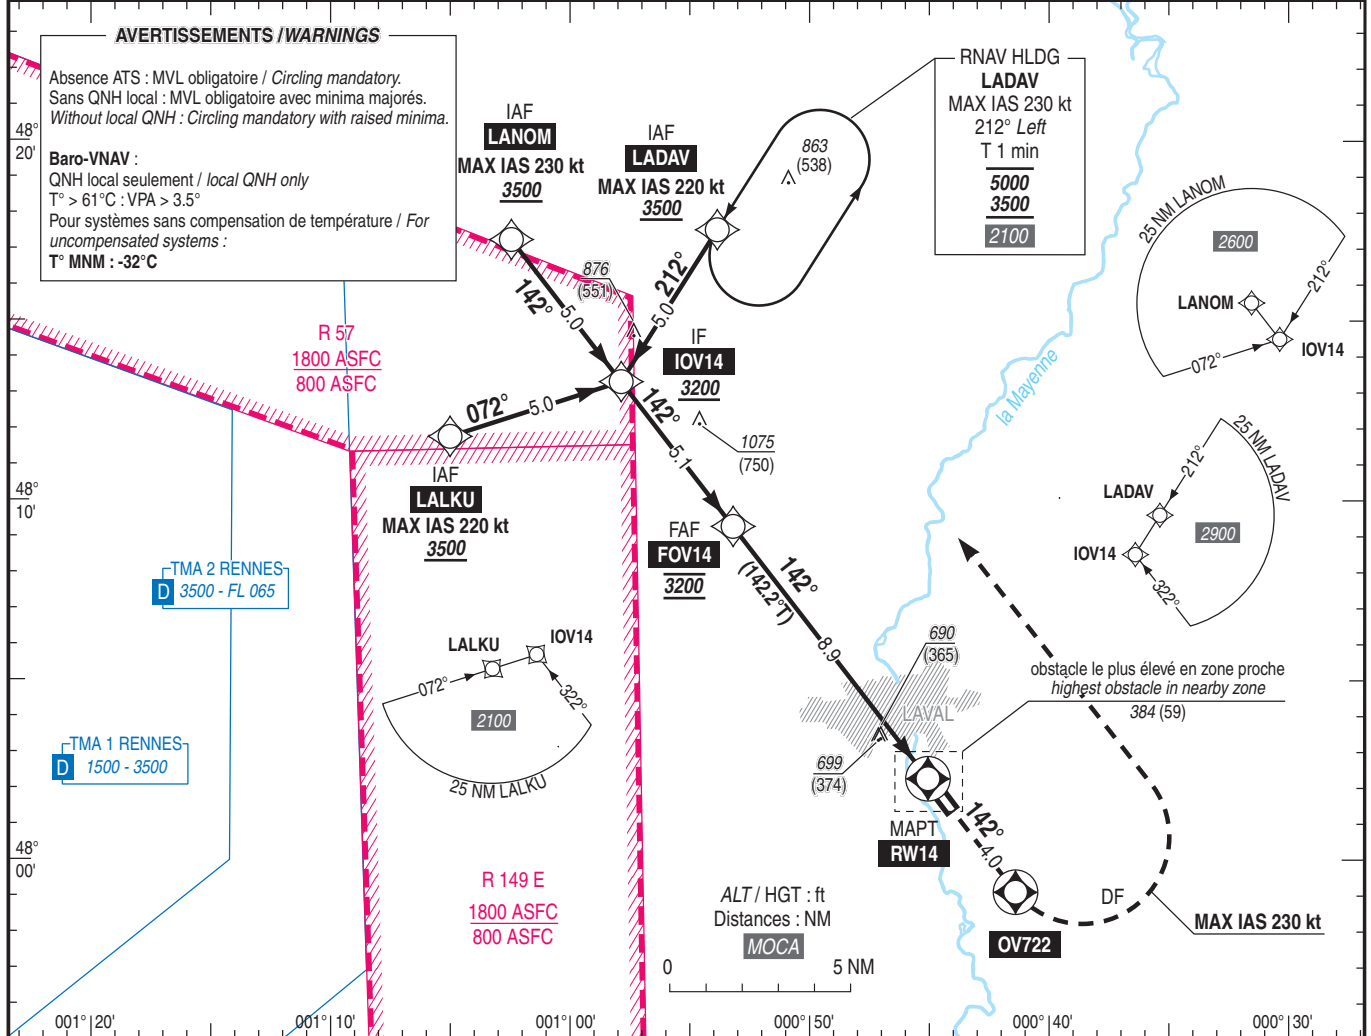 AVERTISSEMENTS / WARNINGS
Absence ATS : MVL obligatoire / Circling mandatory.
Sans QNH local : MVL obligatoire avec minima majorés.
Without local QNH : Circling mandatory with raised minima.
Baro-VNAV :
QNH local seulement / local QNH only
T° > 61°C : VPA > 3.5°
Pour systèmes sans compensation de température / For
uncompensated systems :
T° MNM : -32°C
48°
20'
IAF
LANOM
MAX IAS 230 kt
3500
IAF
LADAV
MAX IAS 220 kt
3500
863
(538)
RNAV HLDG
LADAV
MAX IAS 230 kt
212° Left
T 1 min
5000
3500
2100
25 NM LANOM
2600
212°
LANOM
IOV14
072°
876
(551)
142°
5.0
212°
5.0
R 57
1800 ASFC
800 ASFC
IF
IOV14
3200
072°
5.0
142°
5.1
1075
(750)
la Mayenne
IAF
LALKU
MAX IAS 220 kt
3500
48°
10'
25 NM LADAV
212°
LADAV
IOV14
2900
322°
FAF
FOV14
3200
142°
(142.2°T)
8.9
TMA 2 RENNES
D 3500 - FL 065
LALKU
IOV14
072°
322°
2100
25 NM LALKU
690
(365)
obstacle le plus élevé en zone proche
highest obstacle in nearby zone
384 (59)
LAVAL
TMA 1 RENNES
D 1500 - 3500
699
(374)
MAPT
RW14
142°
4.0
48°
00'
R 149 E
1800 ASFC
800 ASFC
ALT / HGT : ft
Distances : NM
MOCA
0 5 NM
OV722
DF
MAX IAS 230 kt
001° 20'
001° 10'
001° 00'
000° 50'
000° 40'
000° 30'